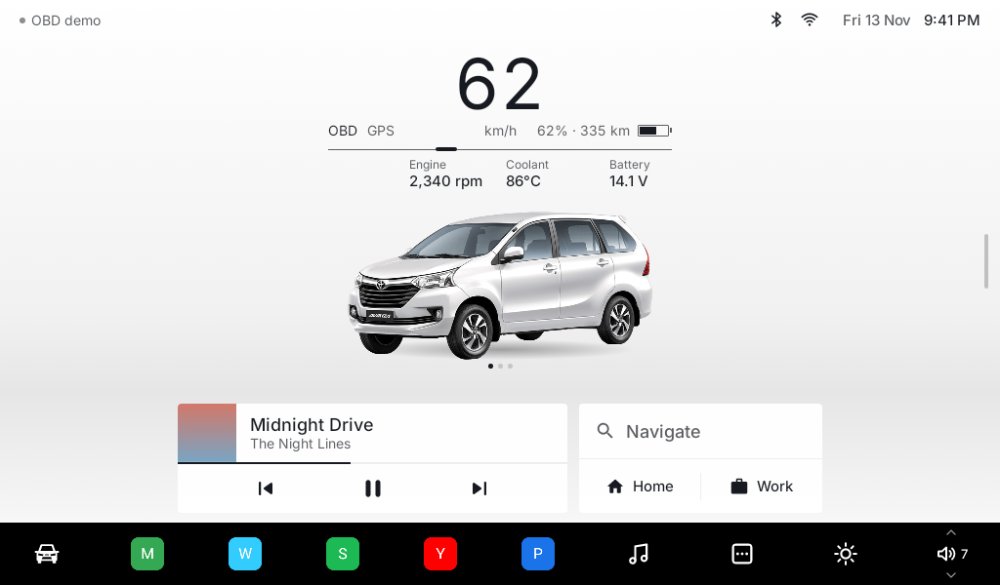 OBD demo
Fri 13 Nov 9:41 PM
62
OBD GPS km/h 62% · 335 km
Engine Coolant Battery
2,340 rpm 86°C 14.1 V
Midnight Drive
The Night Lines
Navigate
Home Work
M W S Y P 7